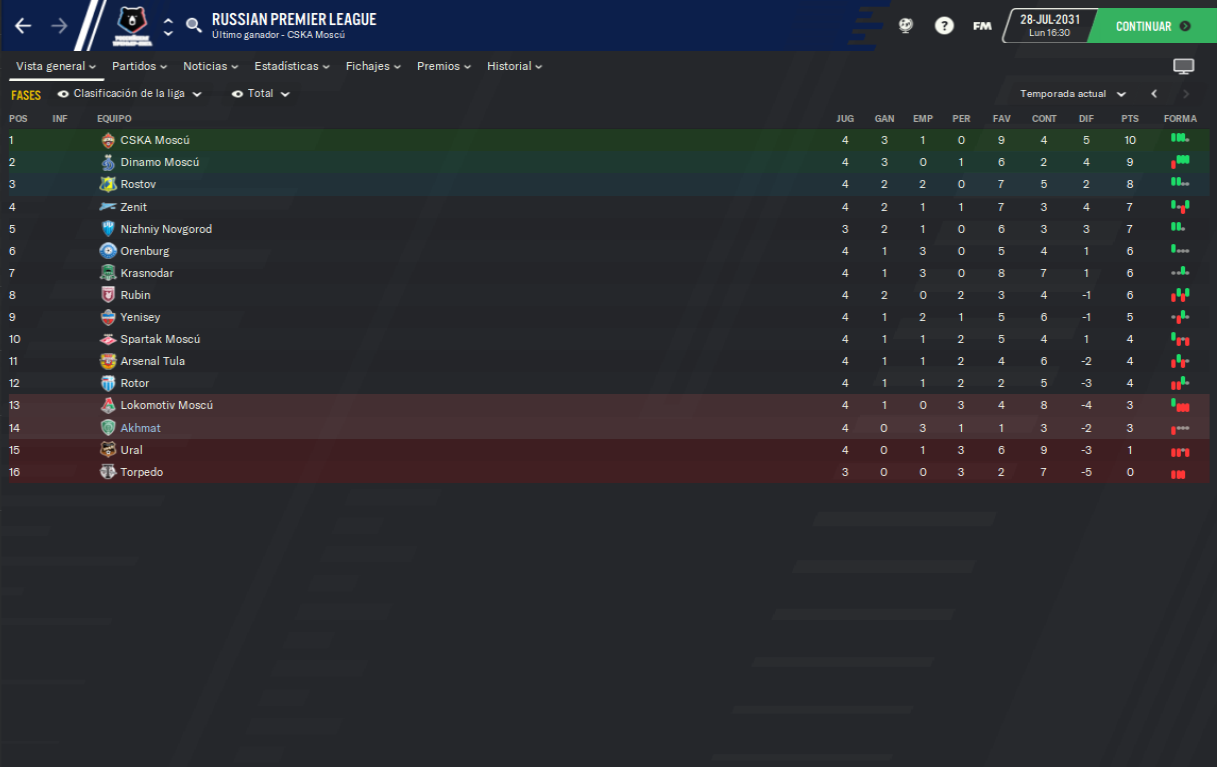 RUSSIAN PREMIER LEAGUE
Último ganador - CSKA Moscú
? FM 28-JUL-2031
Lun 16:30
CONTINUAR
Vista general Partidos Noticias Estadísticas Fichajes Premios Historial
FASES Clasificación de la liga Total Temporada actual
POS INF EQUIPO JUG GAN EMP PER FAV CONT DIF PTS FORMA
1 CSKA Moscú 4 3 1 0 9 4 5 10
2 Dinamo Moscú 4 3 0 1 6 2 4 9
3 Rostov 4 2 2 0 7 5 2 8
4 Zenit 4 2 1 1 7 3 4 7
5 Nizhniy Novgorod 3 2 1 0 6 3 3 7
6 Orenburg 4 1 3 0 5 4 1 6
7 Krasnodar 4 1 3 0 8 7 1 6
8 Rubin 4 2 0 2 3 4 -1 6
9 Yenisey 4 1 2 1 5 6 -1 5
10 Spartak Moscú 4 1 1 2 5 4 1 4
11 Arsenal Tula 4 1 1 2 4 6 -2 4
12 Rotor 4 1 1 2 2 5 -3 4
13 Lokomotiv Moscú 4 1 0 3 4 8 -4 3
14 Akhmat 4 0 3 1 1 3 -2 3
15 Ural 4 0 1 3 6 9 -3 1
16 Torpedo 3 0 0 3 2 7 -5 0